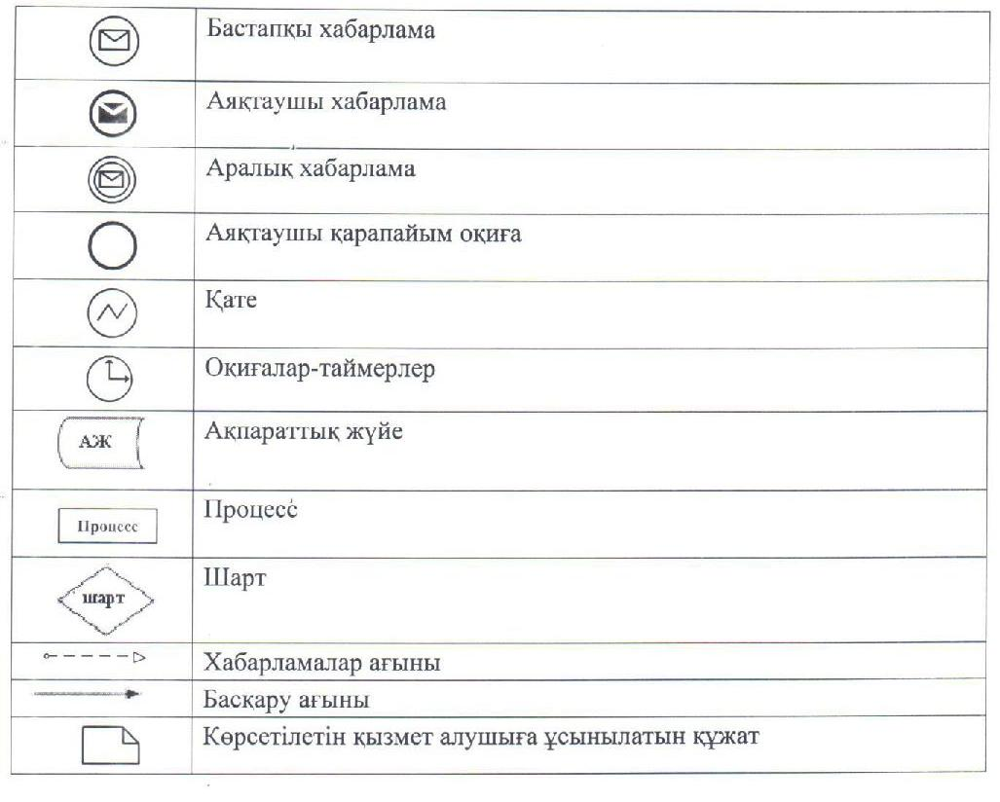 Бастапқы хабарлама
Аяқтаушы хабарлама
Аралық хабарлама
Аяқтаушы қарапайым оқиға
Қате
Оқиғалар-таймерлер
АЖ
Ақпараттық жүйе
Процесс
Процесс
шарт
Шарт
Хабарламалар ағыны
Басқару ағыны
Көрсетілетін қызмет алушыға ұсынылатын құжат